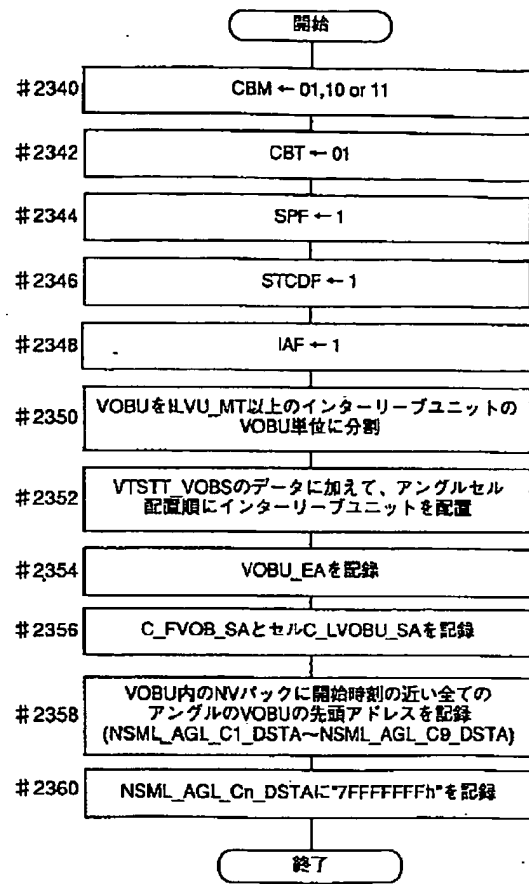 開始
#2340
CBM ← 01,10 or 11
#2342
CBT ← 01
#2344
SPF ← 1
#2346
STCDF ← 1
#2348
IAF ← 1
#2350
VOBUをILVU_MT以上のインターリーブユニットの
VOBU単位に分割
#2352
VTSTT_VOBSのデータに加えて、アングルセル
配置順にインターリーブユニットを配置
#2354
VOBU_EAを記録
#2356
C_FVOB_SAとセルC_LVOBU_SAを記録
#2358
VOBU内のNVパックに開始時刻の近い全ての
アングルのVOBUの先頭アドレスを記録
(NSML_AGL_C1_DSTA～NSML_AGL_C9_DSTA)
#2360
NSML_AGL_Cn_DSTAに"7FFFFFFFh"を記録
終了